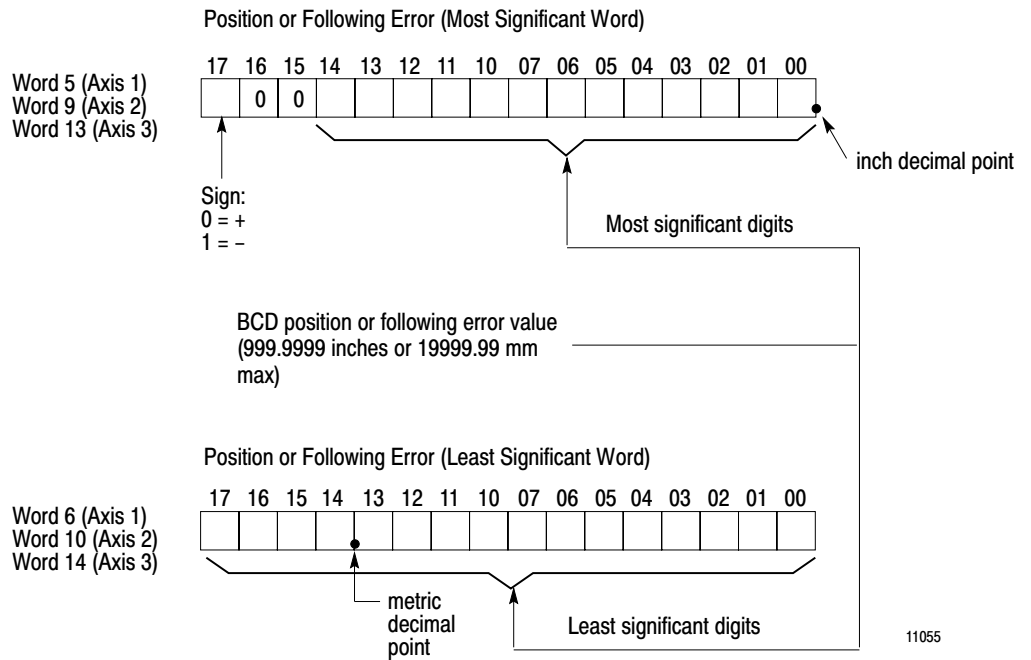 Position or Following Error (Most Significant Word)
17 16 15 14 13 12 11 10 07 06 05 04 03 02 01 00
Word 5 (Axis 1)
Word 9 (Axis 2)
Word 13 (Axis 3)
0 0
inch decimal point
Sign:
0 = +
1 = −
Most significant digits
BCD position or following error value
(999.9999 inches or 19999.99 mm
max)
Position or Following Error (Least Significant Word)
17 16 15 14 13 12 11 10 07 06 05 04 03 02 01 00
Word 6 (Axis 1)
Word 10 (Axis 2)
Word 14 (Axis 3)
metric
decimal
point
Least significant digits
11055